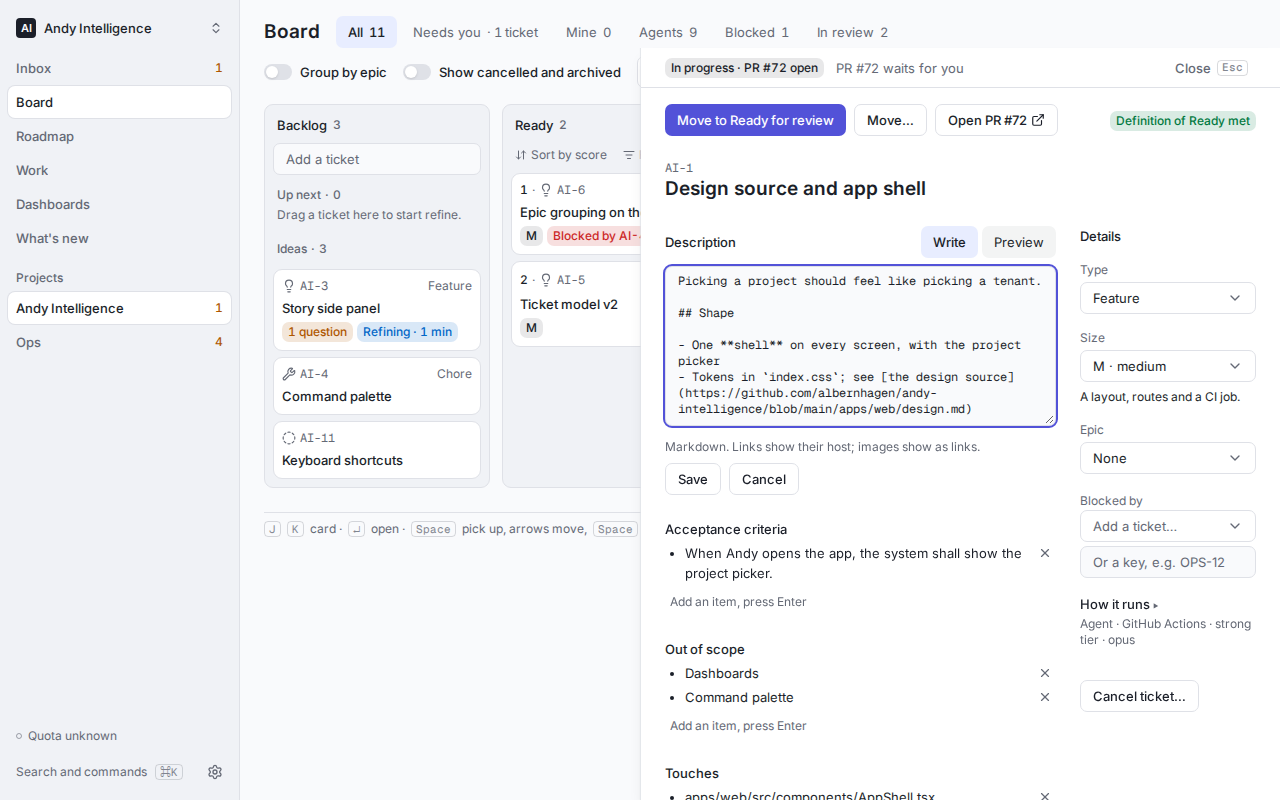 AI Andy Intelligence
Inbox 1
Board
Roadmap
Work
Dashboards
What's new
Projects
Andy Intelligence 1
Ops 4
Quota unknown
Search and commands ⌘K
Board All 11 Needs you · 1 ticket Mine 0 Agents 9 Blocked 1 In review 2
Group by epic Show cancelled and archived
Backlog 3
Add a ticket
Up next · 0
Drag a ticket here to start refine.
Ideas · 3
AI-3 Feature
Story side panel
1 question Refining · 1 min
AI-4 Chore
Command palette
AI-11
Keyboard shortcuts
Ready 2
Sort by score
1 · AI-6
Epic grouping on th
M Blocked by AI-
2 · AI-5
Ticket model v2
M
J K card · ↵ open · Space pick up, arrows move, Space
In progress · PR #72 open PR #72 waits for you Close Esc
Move to Ready for review Move... Open PR #72 Definition of Ready met
AI-1
Design source and app shell
Description Write Preview
Picking a project should feel like picking a tenant.
## Shape
- One **shell** on every screen, with the project
picker
- Tokens in `index.css`; see [the design source]
(https://github.com/albernhagen/andy-
intelligence/blob/main/apps/web/design.md)
Markdown. Links show their host; images show as links.
Save Cancel
Acceptance criteria
• When Andy opens the app, the system shall show the
project picker.
Add an item, press Enter
Out of scope
• Dashboards
• Command palette
Add an item, press Enter
Touches
• apps/web/src/components/AppShell.tsx
Details
Type
Feature
Size
M · medium
A layout, routes and a CI job.
Epic
None
Blocked by
Add a ticket...
Or a key, e.g. OPS-12
How it runs ▸
Agent · GitHub Actions · strong
tier · opus
Cancel ticket...